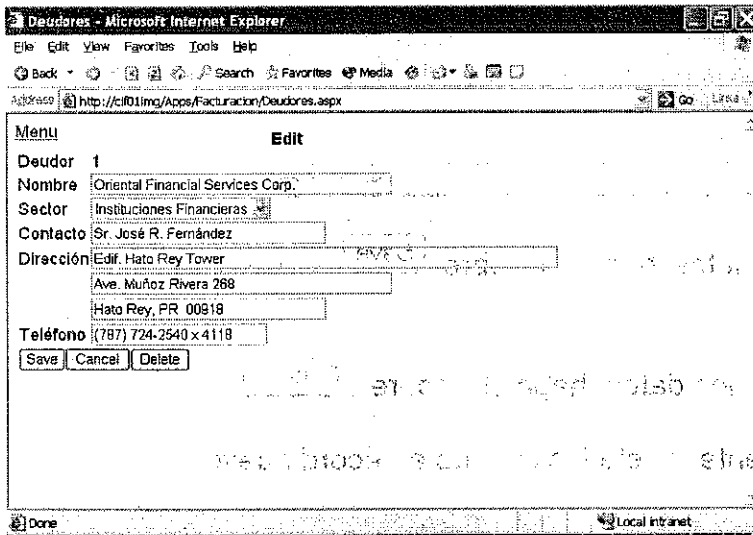 Deudores - Microsoft Internet Explorer
File Edit View Favorites Tools Help
Back Search Favorites Media
Address http://clf01img/Apps/Facturacion/Deudores.aspx Go Links
Menu
Edit
Deudor 1
Nombre Oriental Financial Services Corp.
Sector Instituciones Financieras
Contacto Sr. José R. Fernández
Dirección Edif. Hato Rey Tower
Ave. Muñoz Rivera 268
Hato Rey, PR 00918
Teléfono (787) 724-2540 x 4118
Save Cancel Delete
Done Local intranet